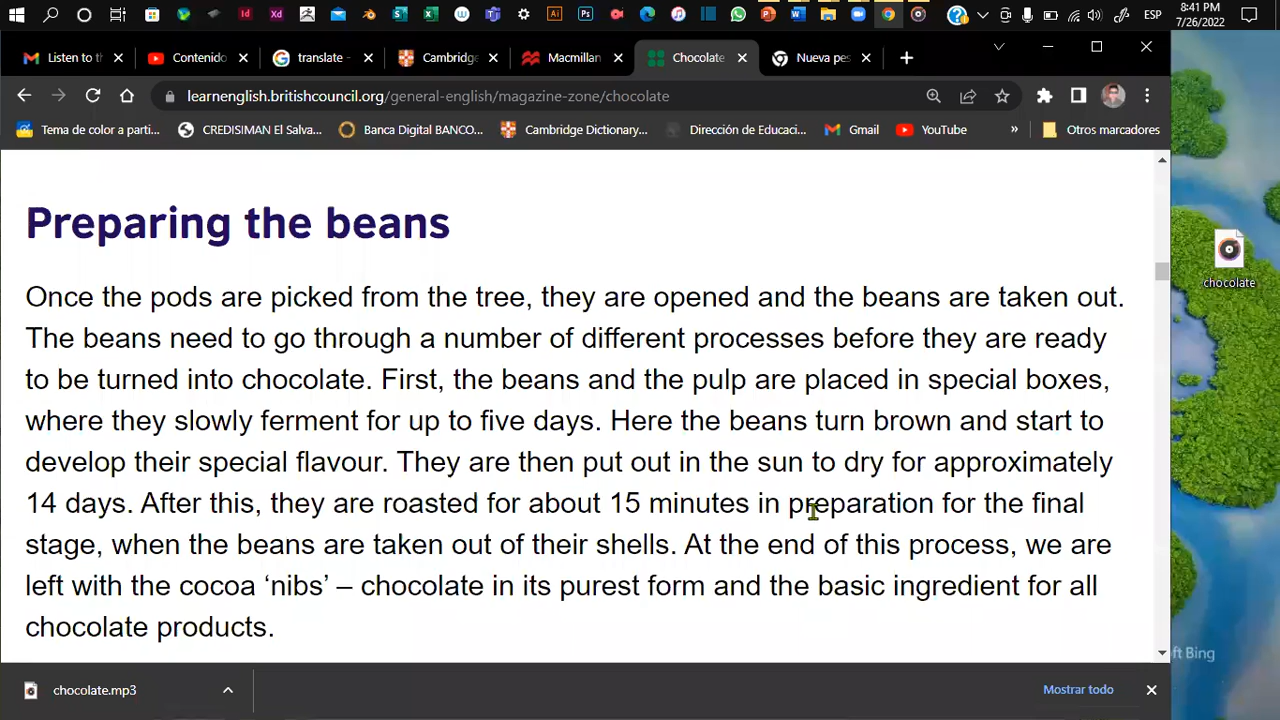 8:41 PM
ESP
7/26/2022
Listen to th
Contenido
translate -
Cambridge
Macmillan
Chocolate
Nueva pes
learnenglish.britishcouncil.org/general-english/magazine-zone/chocolate
Tema de color a parti...
CREDISIMAN El Salva...
Banca Digital BANCO...
Cambridge Dictionary...
Dirección de Educaci...
Gmail
YouTube
»
Otros marcadores
Preparing the beans
Once the pods are picked from the tree, they are opened and the beans are taken out.
The beans need to go through a number of different processes before they are ready
to be turned into chocolate. First, the beans and the pulp are placed in special boxes,
where they slowly ferment for up to five days. Here the beans turn brown and start to
develop their special flavour. They are then put out in the sun to dry for approximately
14 days. After this, they are roasted for about 15 minutes in preparation for the final
stage, when the beans are taken out of their shells. At the end of this process, we are
left with the cocoa ‘nibs’ – chocolate in its purest form and the basic ingredient for all
chocolate products.
chocolate
ft Bing
chocolate.mp3
Mostrar todo